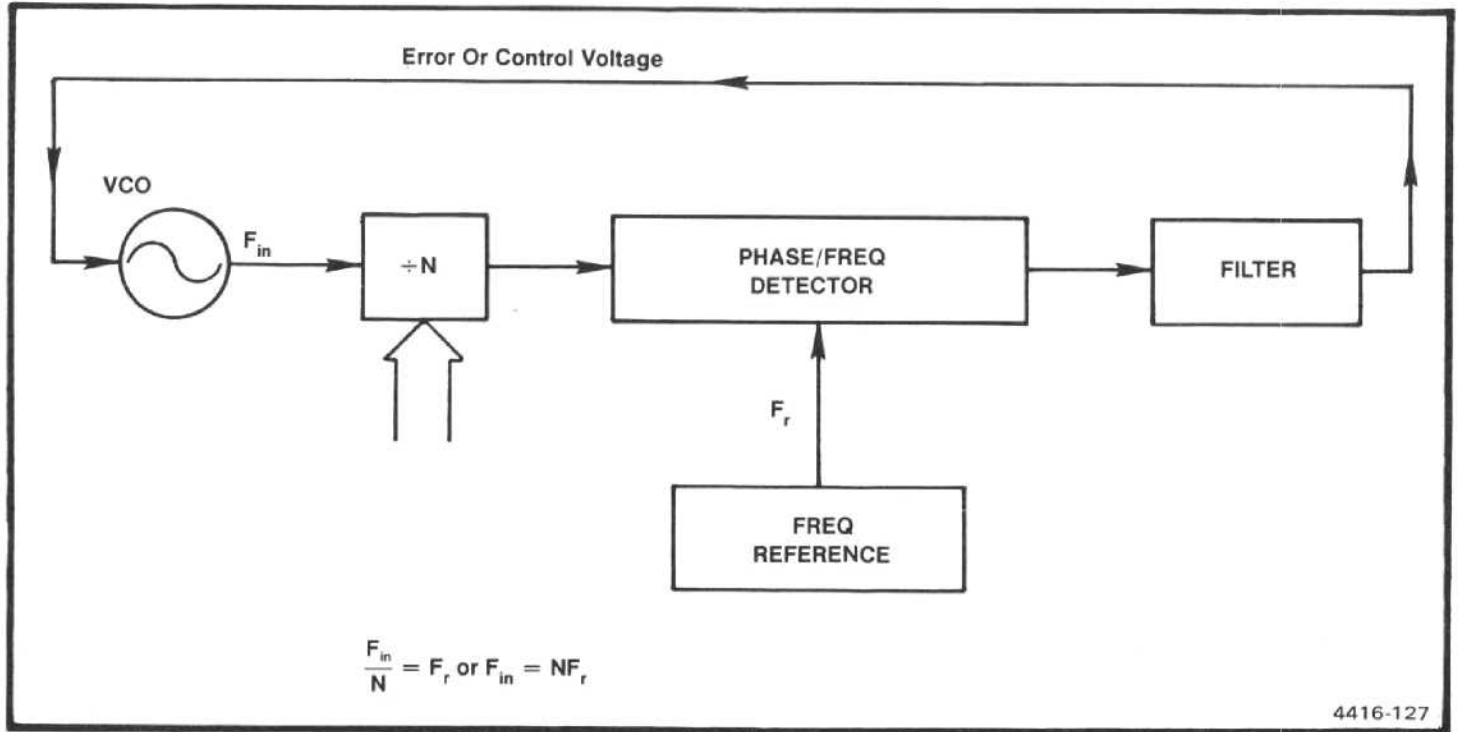 Error Or Control Voltage
VCO
F_in
÷N
PHASE/FREQ
DETECTOR
FILTER
F_r
FREQ
REFERENCE
F_in/N = F_r or F_in = NF_r
4416-127